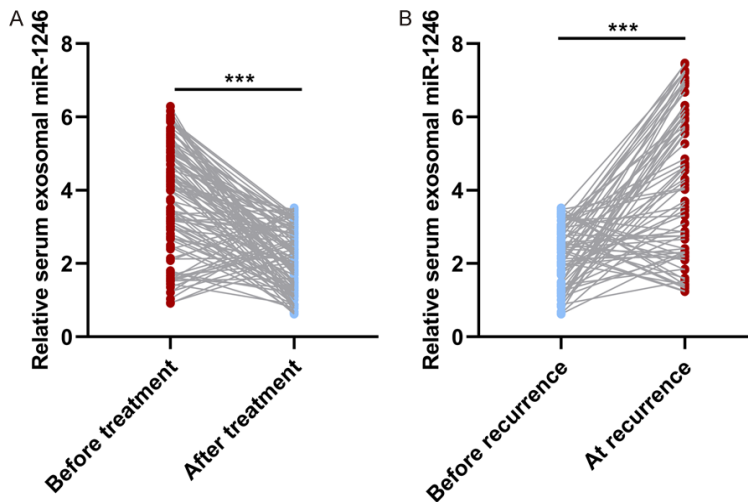 A
Relative serum exosomal miR-1246
8
6
4
2
0
***
Before treatment
After treatment
B
Relative serum exosomal miR-1246
8
6
4
2
0
***
Before recurrence
At recurrence